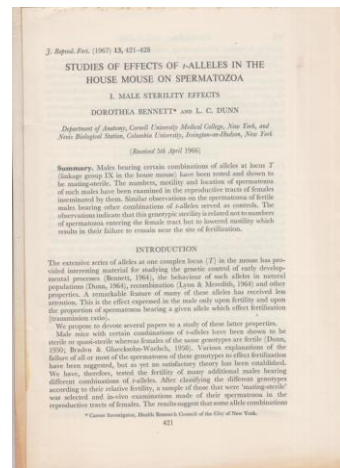 J. Reprod. Fert. (1967) 13, 421-428
STUDIES OF EFFECTS OF t-ALLELES IN THE
HOUSE MOUSE ON SPERMATOZOA
I. MALE STERILITY EFFECTS
DOROTHEA BENNETT* AND L. C. DUNN
Department of Anatomy, Cornell University Medical College, New York, and
Nevis Biological Station, Columbia University, Irvington-on-Hudson, New York
(Received 5th April 1966)
Summary. Males bearing certain combinations of alleles at locus T
(linkage group IX in the house mouse) have been tested and shown to
be mating-sterile. The numbers, motility and location of spermatozoa
of such males have been examined in the reproductive tracts of females
inseminated by them. Similar observations on the spermatozoa of fertile
males bearing other combinations of t-alleles served as controls. The
observations indicate that this genotypic sterility is related not to numbers
of spermatozoa entering the female tract but to lowered motility which
results in their failure to remain near the site of fertilization.
INTRODUCTION
The extensive series of alleles at one complex locus (T) in the mouse has pro-
vided interesting material for studying the genetic control of early develop-
mental processes (Bennett, 1964), the behaviour of such alleles in natural
populations (Dunn, 1964), recombination (Lyon & Meredith, 1964) and other
properties. A remarkable feature of many of these alleles has received less
attention. This is the effect expressed in the male only upon fertility and upon
the proportion of spermatozoa bearing a given allele which effect fertilization
(transmission ratio).
We propose to devote several papers to a study of these latter properties.
Male mice with certain combinations of t-alleles have been shown to be
sterile or quasi-sterile whereas females of the same genotypes are fertile (Dunn,
1950; Braden & Gluecksohn-Waelsch, 1958). Various explanations of the
failure of all or most of the spermatozoa of these genotypes to effect fertilization
have been suggested, but as yet no satisfactory theory has been established.
We have, therefore, tested the fertility of many additional males bearing
different combinations of t-alleles. After classifying the different genotypes
according to their relative fertility, a sample of those that were 'mating-sterile'
was selected and in-vivo examinations made of their spermatozoa in the
reproductive tracts of females. The results suggest that some allele combinations
* Career Investigator, Health Research Council of the City of New York.
421